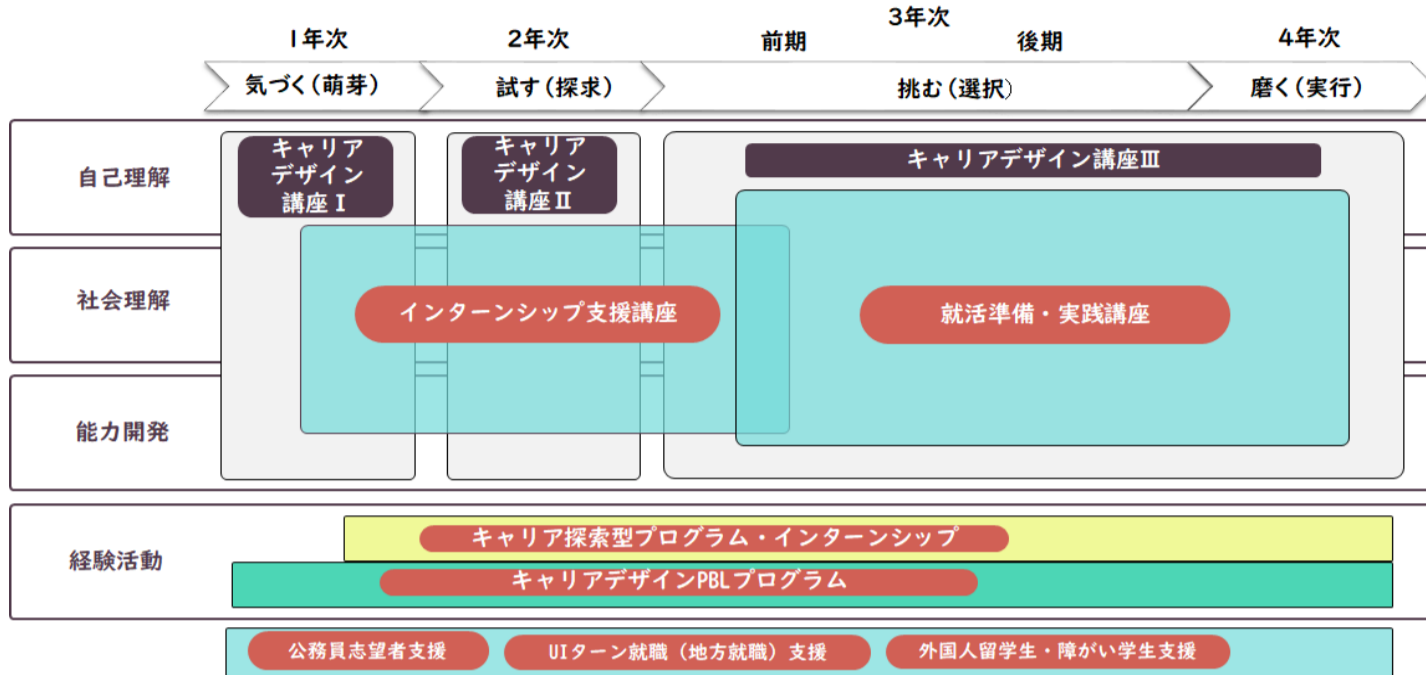 3年次
1年次
2年次
前期
後期
4年次
気づく(萌芽)
試す(探求)
挑む(選択)
磨く(実行)
自己理解
キャリア
デザイン
講座Ⅰ
キャリア
デザイン
講座Ⅱ
キャリアデザイン講座Ⅲ
社会理解
インターンシップ支援講座
就活準備・実践講座
能力開発
経験活動
キャリア探索型プログラム・インターンシップ
キャリアデザインPBLプログラム
公務員志望者支援
UIターン就職(地方就職)支援
外国人留学生・障がい学生支援